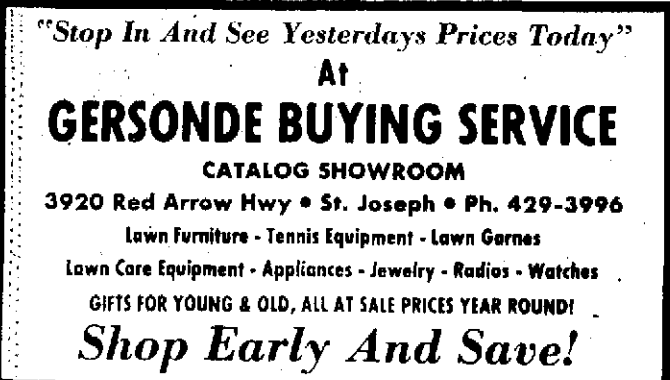 "Stop In And See Yesterdays Prices Today"
At
GERSONDE BUYING SERVICE
CATALOG SHOWROOM
3920 Red Arrow Hwy • St. Joseph • Ph. 429-3996
Lawn Furniture - Tennis Equipment - Lawn Games
Lawn Care Equipment - Appliances - Jewelry - Radios - Watches
GIFTS FOR YOUNG & OLD, ALL AT SALE PRICES YEAR ROUND!
Shop Early And Save!